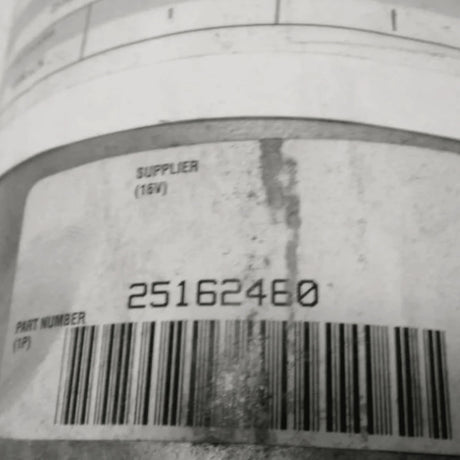 SUPPLIER
(16V)
25162460
PART NUMBER
(1P)